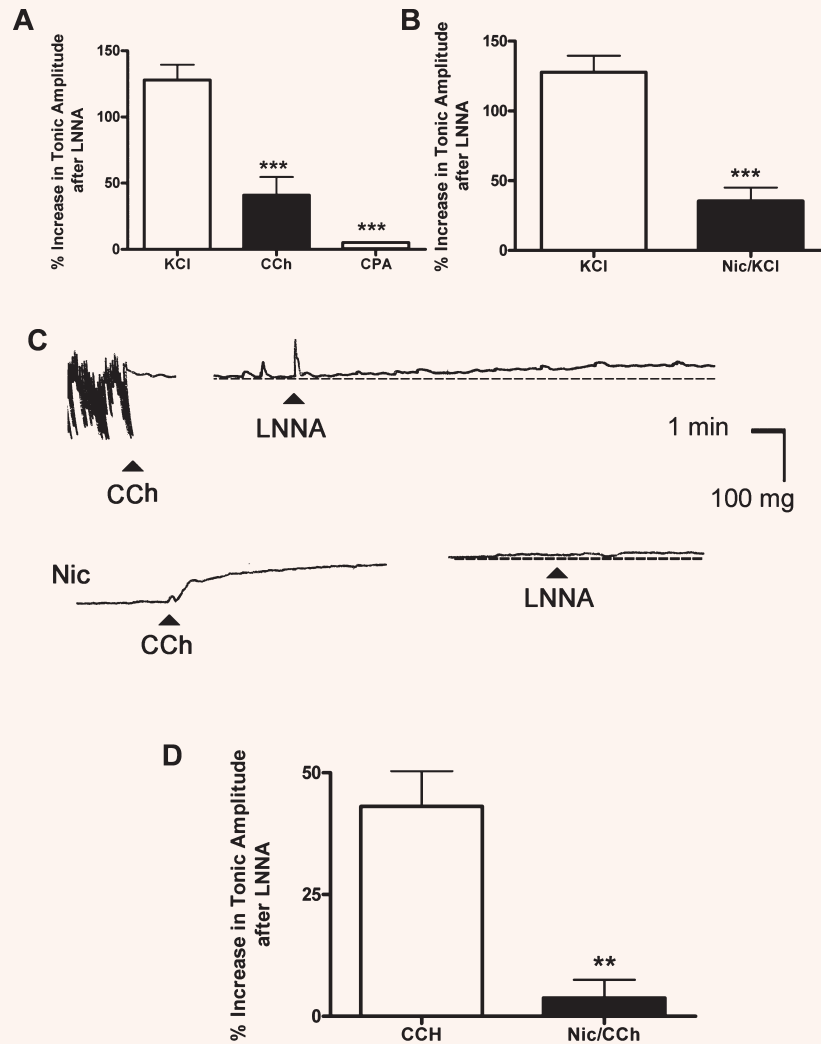 A
% Increase in Tonic Amplitude
after LNNA
150
100
50
0
***
***
KCl
CCh
CPA
B
% Increase in Tonic Amplitude
after LNNA
150
100
50
0
***
KCl
Nic/KCl
C
CCh
LNNA
1 min
100 mg
Nic
CCh
LNNA
D
% Increase in Tonic Amplitude
after LNNA
50
25
0
**
CCH
Nic/CCh